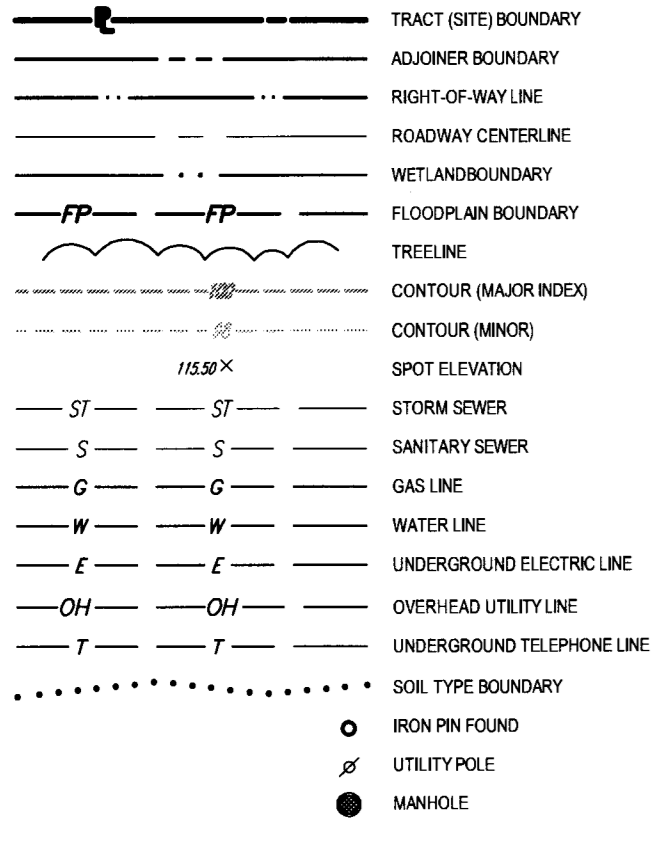 PL TRACT (SITE) BOUNDARY
ADJOINER BOUNDARY
RIGHT-OF-WAY LINE
ROADWAY CENTERLINE
WETLANDBOUNDARY
FP FP FLOODPLAIN BOUNDARY
TREELINE
CONTOUR (MAJOR INDEX)
CONTOUR (MINOR)
115.50 X SPOT ELEVATION
ST ST STORM SEWER
S S SANITARY SEWER
G G GAS LINE
W W WATER LINE
E E UNDERGROUND ELECTRIC LINE
OH OH OVERHEAD UTILITY LINE
T T UNDERGROUND TELEPHONE LINE
SOIL TYPE BOUNDARY
IRON PIN FOUND
UTILITY POLE
MANHOLE